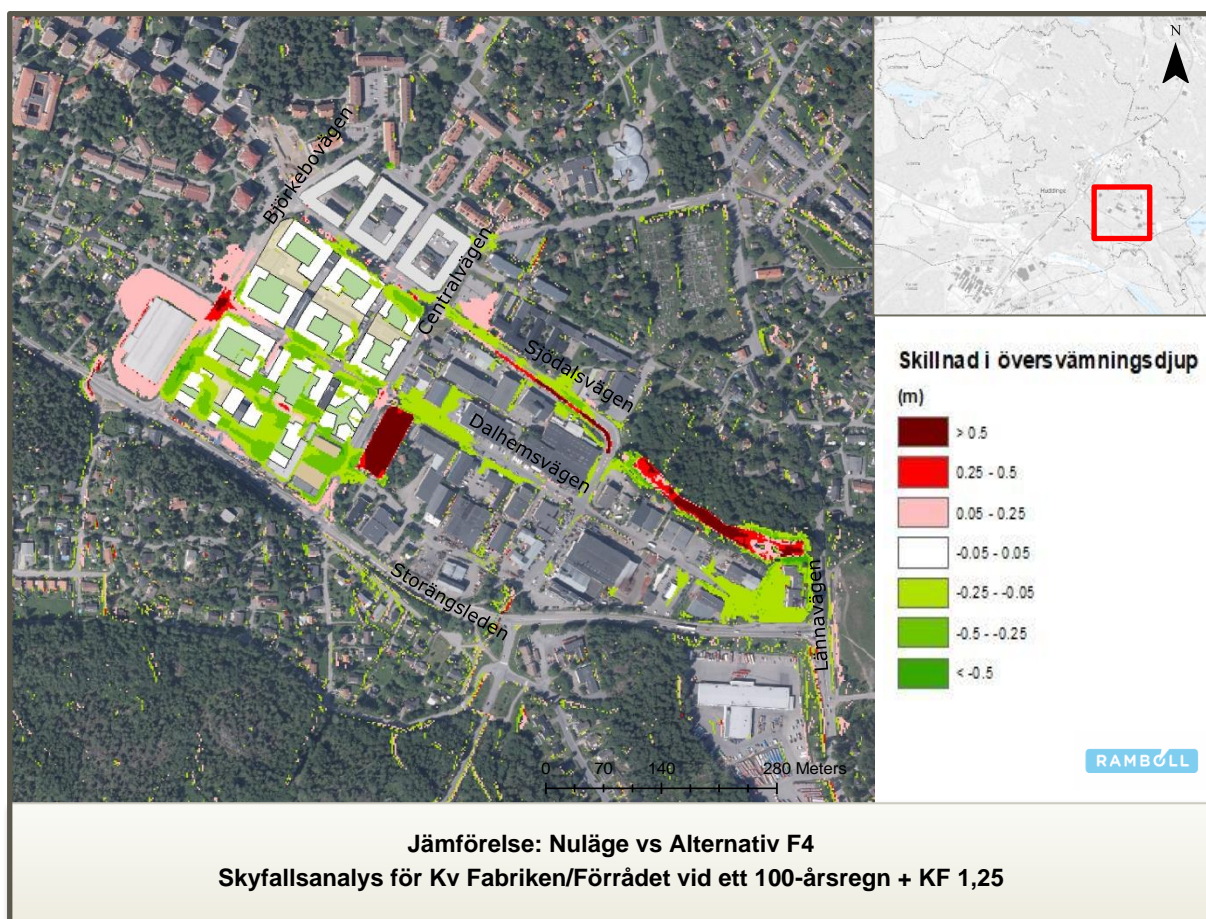 Björkebovägen
Centralvägen
Sjödalsvägen
Dalhemsvägen
Storängsleden
Lännavägen
0 70 140 280 Meters
N
Huddinge
Skillnad i översvämningsdjup
(m)
> 0.5
0.25 - 0.5
0.05 - 0.25
-0.05 - 0.05
-0.25 - -0.05
-0.5 - -0.25
< -0.5
RAMBOLL
Jämförelse: Nuläge vs Alternativ F4
Skyfallsanalys för Kv Fabriken/Förrådet vid ett 100-årsregn + KF 1,25